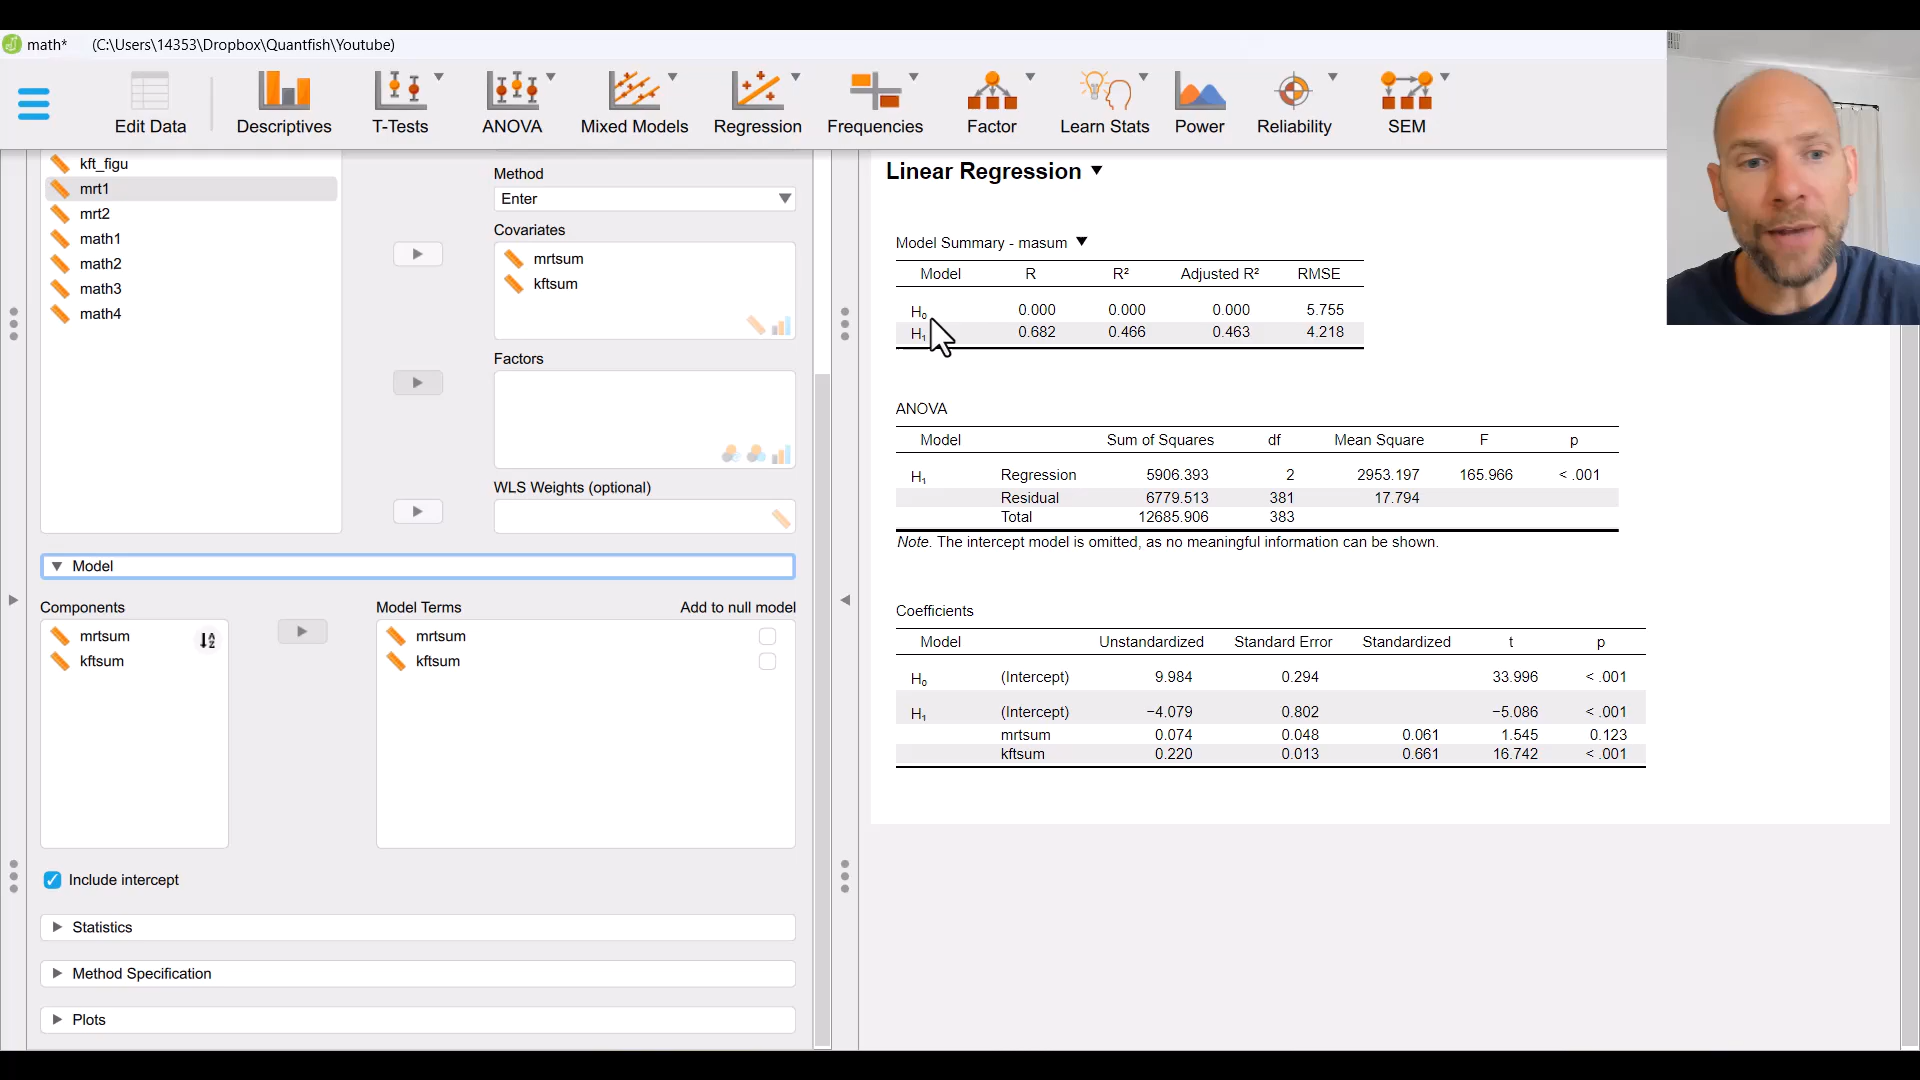 math* (C:\Users\14353\Dropbox\Quantfish\Youtube)
Edit Data Descriptives T-Tests ANOVA Mixed Models Regression Frequencies Factor Learn Stats Power Reliability SEM
kft_figu
mrt1
mrt2
math1
math2
math3
math4
Method
Enter
Covariates
mrtsum
kftsum
Factors
WLS Weights (optional)
Model
Components
mrtsum
kftsum
Model Terms Add to null model
mrtsum
kftsum
Include intercept
Statistics
Method Specification
Plots
Linear Regression
Model Summary - masum
Model R R² Adjusted R² RMSE
H₀ 0.000 0.000 0.000 5.755
H₁ 0.682 0.466 0.463 4.218
ANOVA
Model Sum of Squares df Mean Square F p
H₁ Regression 5906.393 2 2953.197 165.966 < .001
Residual 6779.513 381 17.794
Total 12685.906 383
Note. The intercept model is omitted, as no meaningful information can be shown.
Coefficients
Model Unstandardized Standard Error Standardized t p
H₀ (Intercept) 9.984 0.294 33.996 < .001
H₁ (Intercept) −4.079 0.802 −5.086 < .001
mrtsum 0.074 0.048 0.061 1.545 0.123
kftsum 0.220 0.013 0.661 16.742 < .001